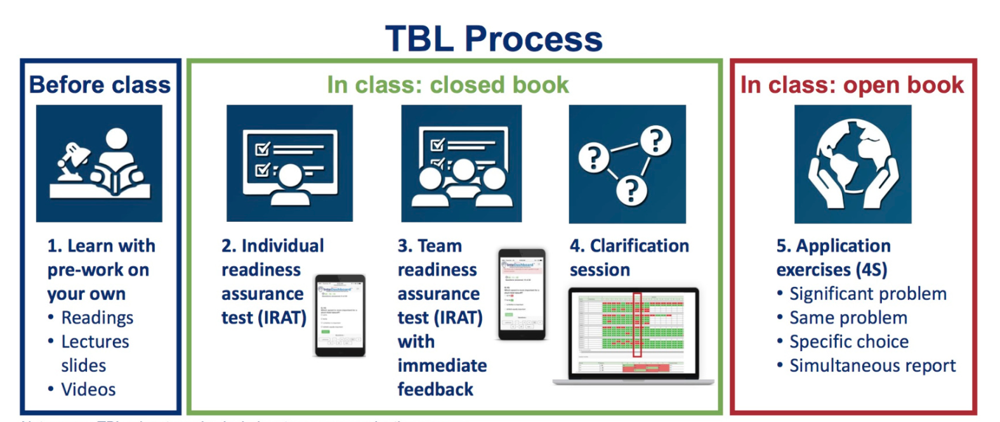 TBL Process
Before class
1. Learn with
pre-work on
your own
• Readings
• Lectures
slides
• Videos
In class: closed book
2. Individual
readiness
assurance
test (IRAT)
InteDashboard
3. Team
readiness
assurance
test (IRAT)
with
immediate
feedback
InteDashboard
4. Clarification
session
In class: open book
5. Application
exercises (4S)
• Significant problem
• Same problem
• Specific choice
• Simultaneous report